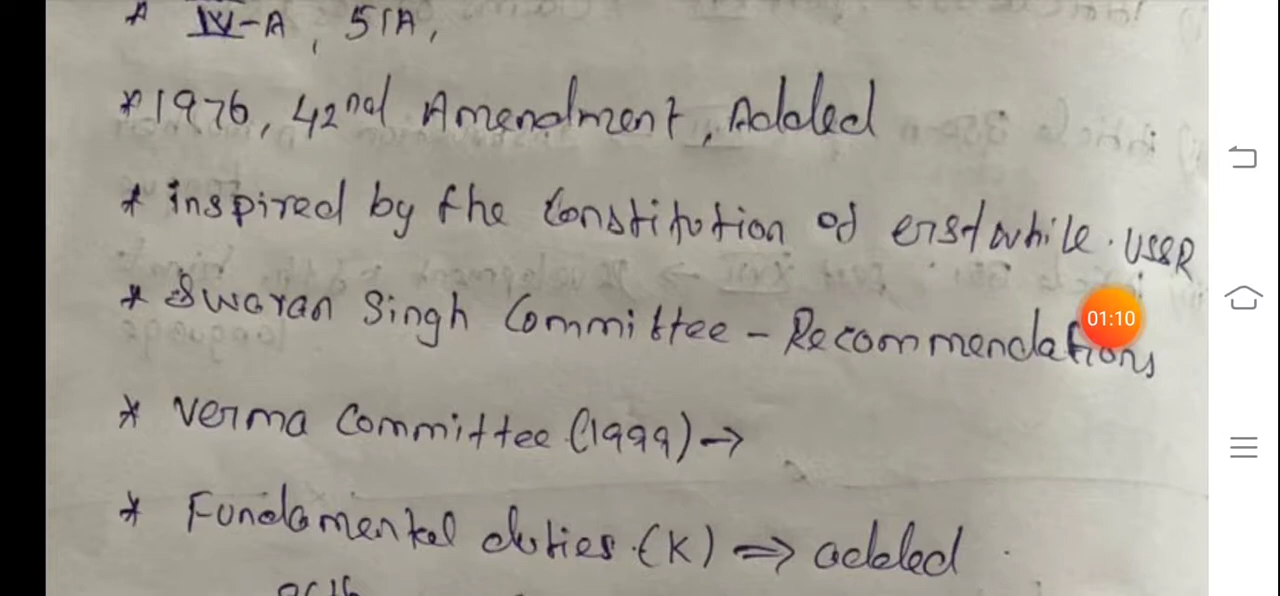 * IV-A, 51A,
* 1976, 42nd Amendment, Added
* inspired by the Constitution of erstwhile. USSR
* Swaran Singh Committee - Recommendations
01:10
* Verma Committee (1999) →
* Fundamental duties. (K) ⇒ added.